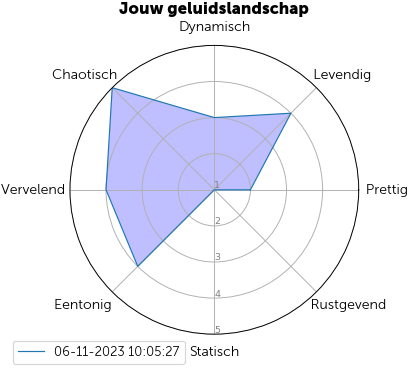 Jouw geluidslandschap
Dynamisch
Chaotisch
Levendig
Vervelend
Prettig
1
2
3
4
5
Eentonig
Rustgevend
06-11-2023 10:05:27
Statisch